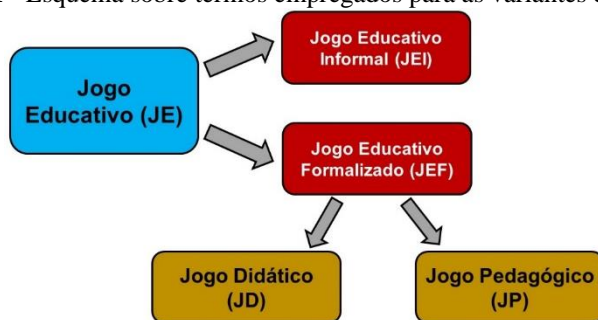 Esquema sobre termos empregados para as variantes
Jogo Educativo
Informal (JEI)
Jogo
Educativo (JE)
Jogo Educativo
Formalizado (JEF)
Jogo Didático
(JD)
Jogo Pedagógico
(JP)